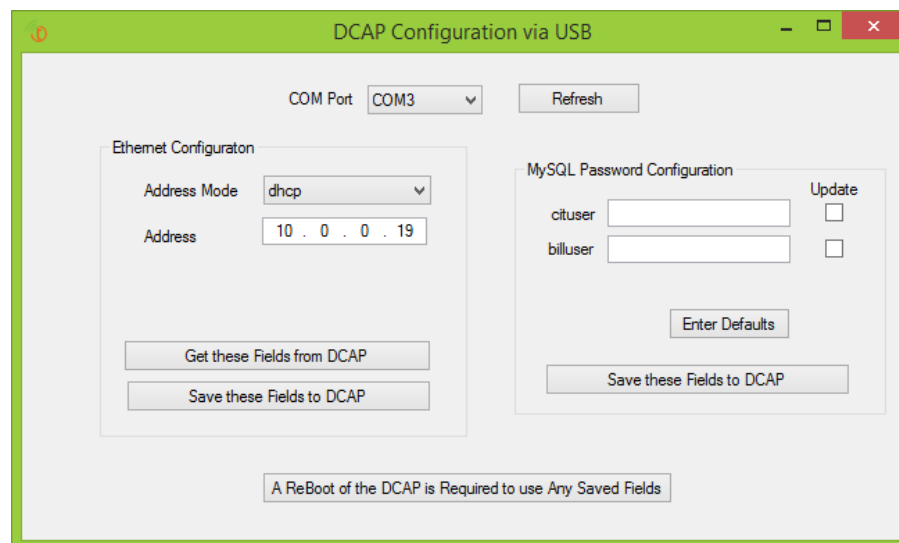 DCAP Configuration via USB
COM Port COM3 Refresh
Ethernet Configuraton
Address Mode dhcp
Address 10 . 0 . 0 . 19
Get these Fields from DCAP
Save these Fields to DCAP
MySQL Password Configuration
Update
cituser
billuser
Enter Defaults
Save these Fields to DCAP
A ReBoot of the DCAP is Required to use Any Saved Fields